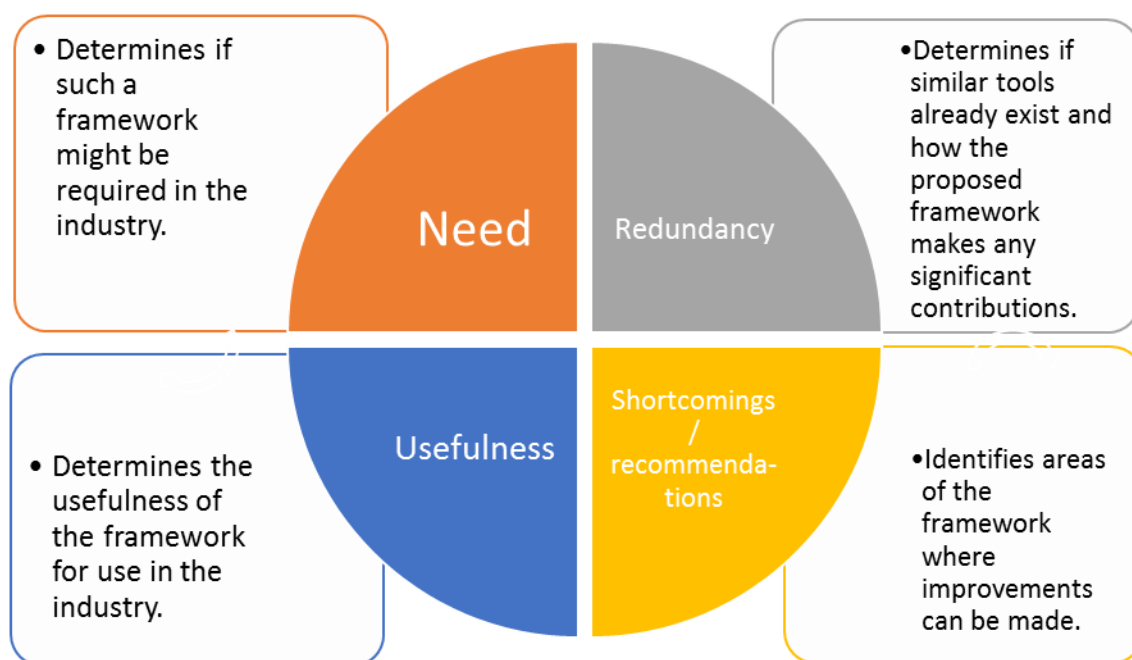 • Determines if
such a
framework
might be
required in the
industry.
Need
Redundancy
•Determines if
similar tools
already exist and
how the
proposed
framework
makes any
significant
contributions.
• Determines the
usefulness of
the framework
for use in the
industry.
Usefulness
Shortcomings
/
recommenda-
tions
•Identifies areas
of the
framework
where
improvements
can be made.